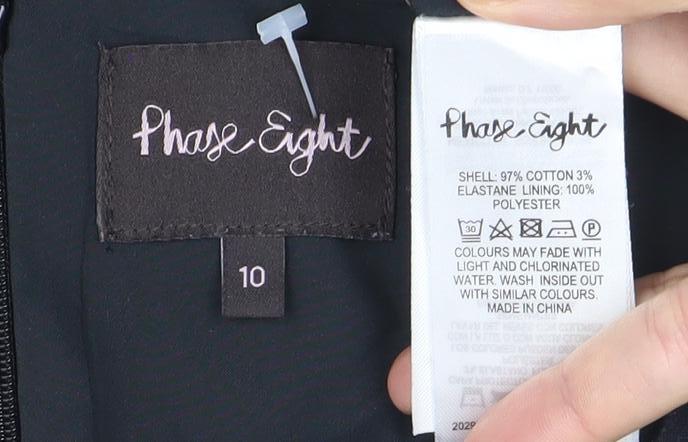 Phase Eight
10
Phase Eight
SHELL: 97% COTTON 3%
ELASTANE LINING: 100%
POLYESTER
30
P
COLOURS MAY FADE WITH
LIGHT AND CHLORINATED
WATER. WASH INSIDE OUT
WITH SIMILAR COLOURS.
MADE IN CHINA
2029